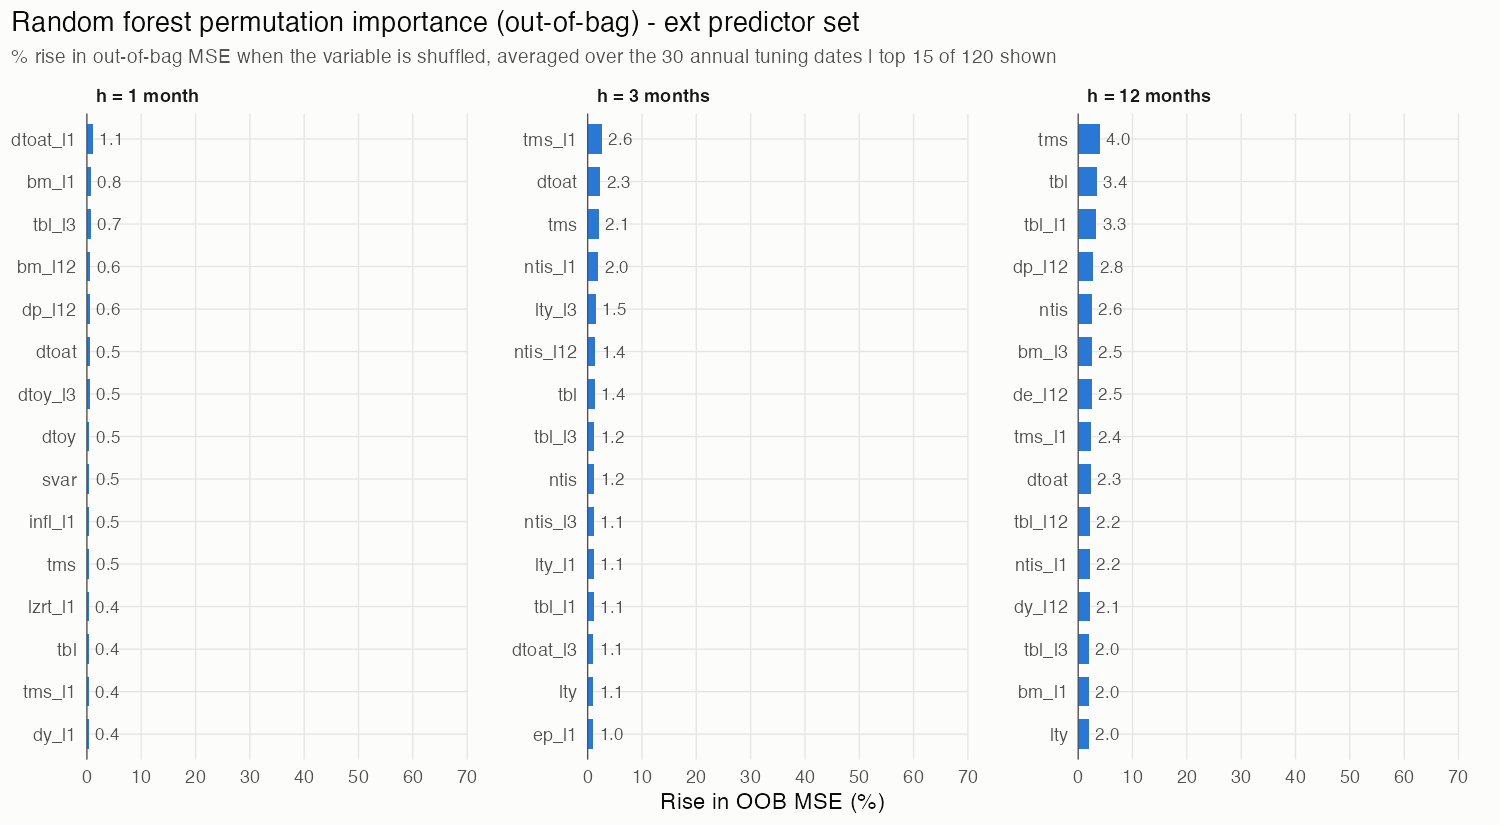 Random forest permutation importance (out-of-bag) - ext predictor set
% rise in out-of-bag MSE when the variable is shuffled, averaged over the 30 annual tuning dates | top 15 of 120 shown
h = 1 month
dtoat_l1 1.1
bm_l1 0.8
tbl_l3 0.7
bm_l12 0.6
dp_l12 0.6
dtoat 0.5
dtoy_l3 0.5
dtoy 0.5
svar 0.5
infl_l1 0.5
tms 0.5
lzrt_l1 0.4
tbl 0.4
tms_l1 0.4
dy_l1 0.4
0 10 20 30 40 50 60 70
h = 3 months
tms_l1 2.6
dtoat 2.3
tms 2.1
ntis_l1 2.0
lty_l3 1.5
ntis_l12 1.4
tbl 1.4
tbl_l3 1.2
ntis 1.2
ntis_l3 1.1
lty_l1 1.1
tbl_l1 1.1
dtoat_l3 1.1
lty 1.1
ep_l1 1.0
0 10 20 30 40 50 60 70
h = 12 months
tms 4.0
tbl 3.4
tbl_l1 3.3
dp_l12 2.8
ntis 2.6
bm_l3 2.5
de_l12 2.5
tms_l1 2.4
dtoat 2.3
tbl_l12 2.2
ntis_l1 2.2
dy_l12 2.1
tbl_l3 2.0
bm_l1 2.0
lty 2.0
0 10 20 30 40 50 60 70
Rise in OOB MSE (%)